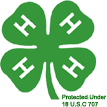 H H
H H
Protected Under
18 U.S.C 707